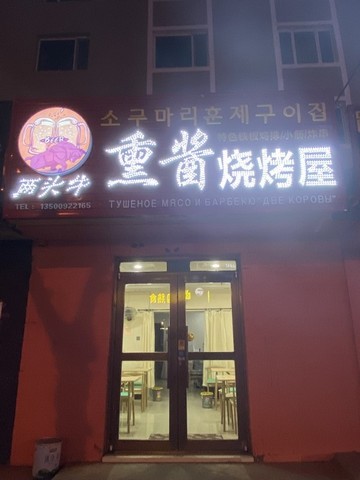 소 두 마리 훈제구이집
两头牛
熏酱烧烤屋
TEL：13500922165
ТУШЕНОЕ МЯСО И БАРБЕКЮ "ДВЕ КОРОВЫ"